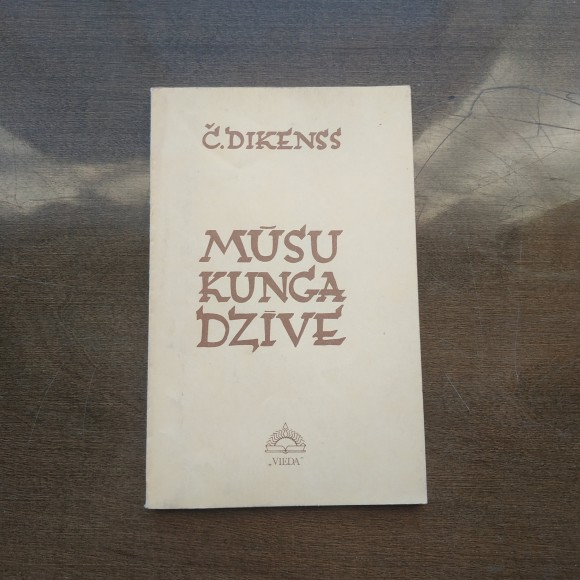 Č. DIKENSS
MŪSU
KUNGA
DZĪVE
„VIEDA"